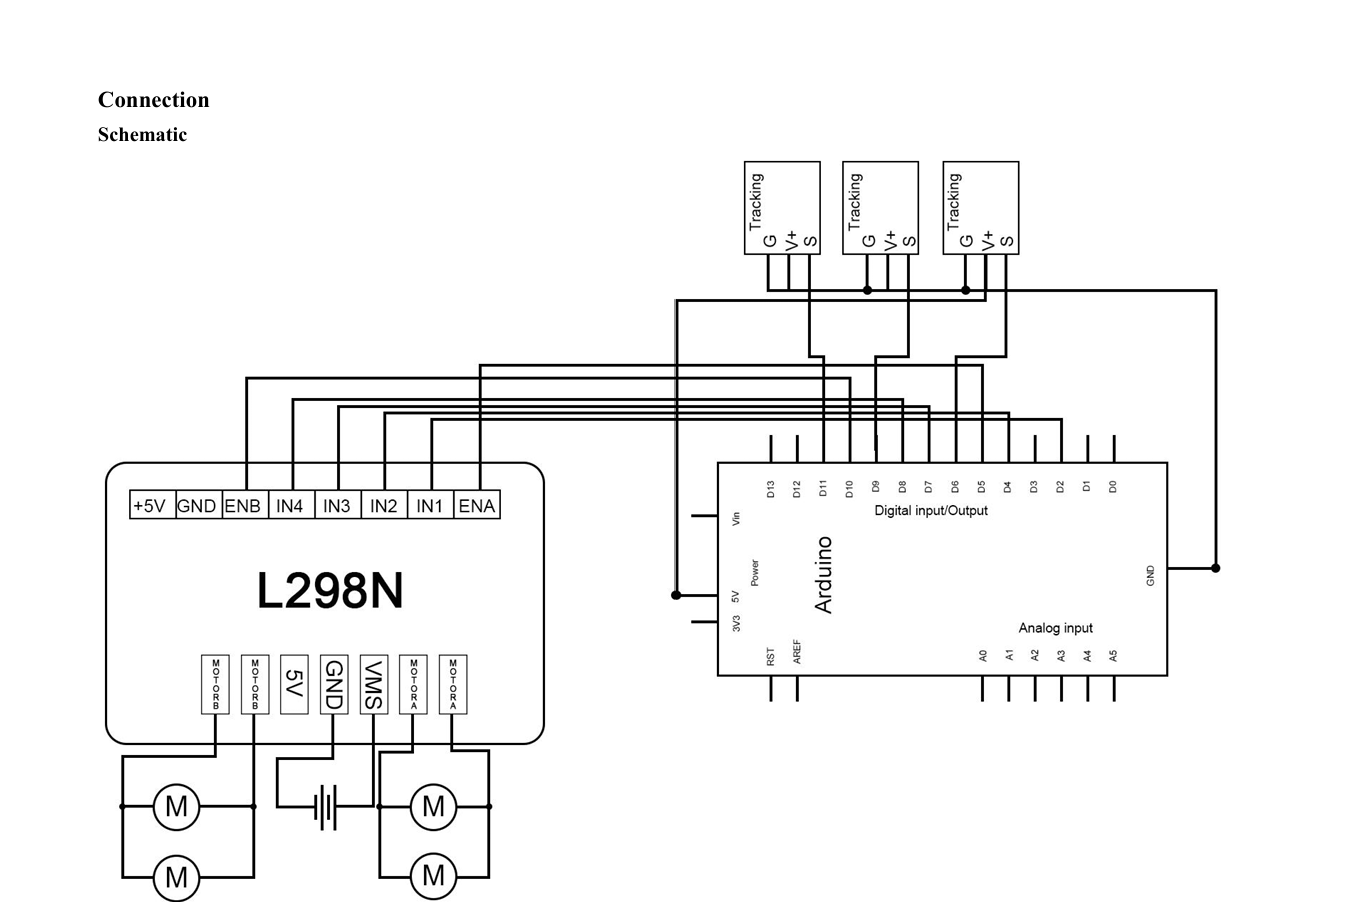 Connection
Schematic
Tracking
G
V+
S
Tracking
G
V+
S
Tracking
G
V+
S
+5V GND ENB IN4 IN3 IN2 IN1 ENA
L298N
MOTORB
MOTORB
5V
GND
VMS
MOTORA
MOTORA
M
M
M
M
D13
D12
D11
D10
D9
D8
D7
D6
D5
D4
D3
D2
D1
D0
Digital input/Output
Vin
Power
5V
3V3
Arduino
GND
Analog input
RST
AREF
A0
A1
A2
A3
A4
A5